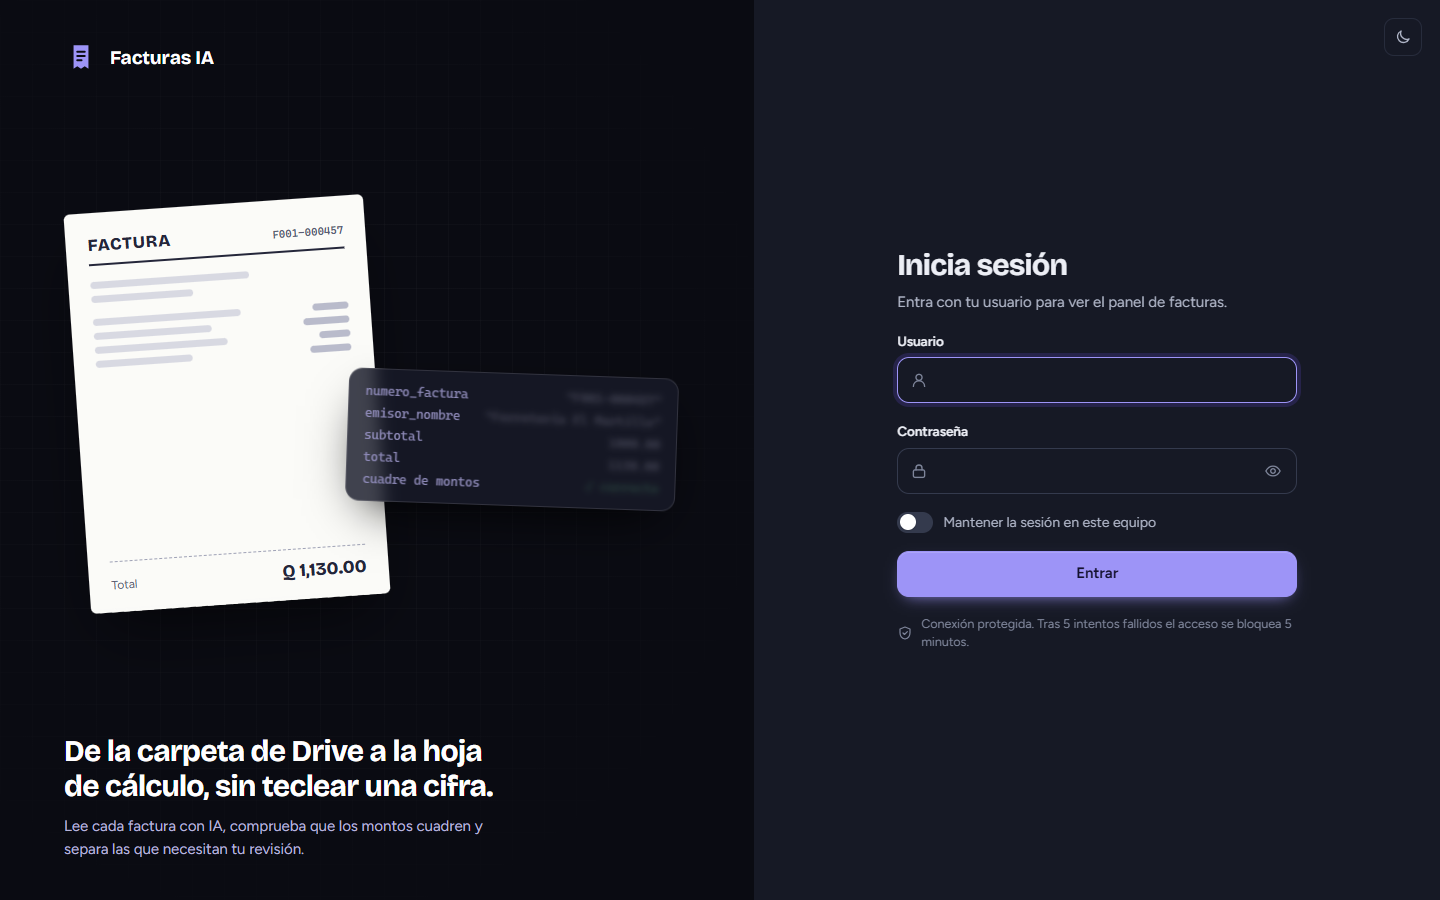 Facturas IA
FACTURA
F001-000457
numero_factura
emisor_nombre
subtotal
total
cuadre de montos
Total
Q 1,130.00
De la carpeta de Drive a la hoja
de cálculo, sin teclear una cifra.
Lee cada factura con IA, comprueba que los montos cuadren y
separa las que necesitan tu revisión.
Inicia sesión
Entra con tu usuario para ver el panel de facturas.
Usuario
Contraseña
Mantener la sesión en este equipo
Entrar
Conexión protegida. Tras 5 intentos fallidos el acceso se bloquea 5
minutos.